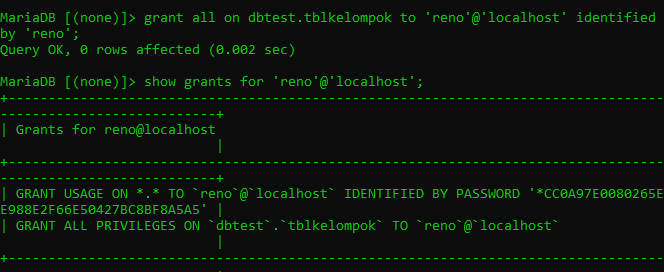 MariaDB [(none)]> grant all on dbtest.tblkelompok to 'reno'@'localhost' identified
by 'reno';
Query OK, 0 rows affected (0.002 sec)
MariaDB [(none)]> show grants for 'reno'@'localhost';
+---------------------------------------------------------------------------------
---------------------------+
| Grants for reno@localhost
                           |
+---------------------------------------------------------------------------------
---------------------------+
| GRANT USAGE ON *.* TO `reno`@`localhost` IDENTIFIED BY PASSWORD '*CC0A97E0080265E
E988E2F66E50427BC8BF8A5A5' |
| GRANT ALL PRIVILEGES ON `dbtest`.`tblkelompok` TO `reno`@`localhost`
                           |
+---------------------------------------------------------------------------------